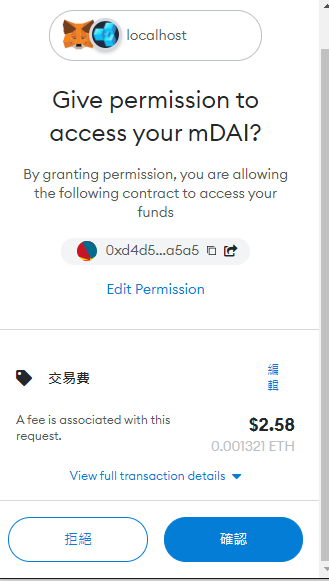 localhost
Give permission to
access your mDAI?
By granting permission, you are allowing
the following contract to access your
funds
0xd4d5...a5a5
Edit Permission
交易費
編
輯
A fee is associated with this
request.
$2.58
0.001321 ETH
View full transaction details
拒絕
確認